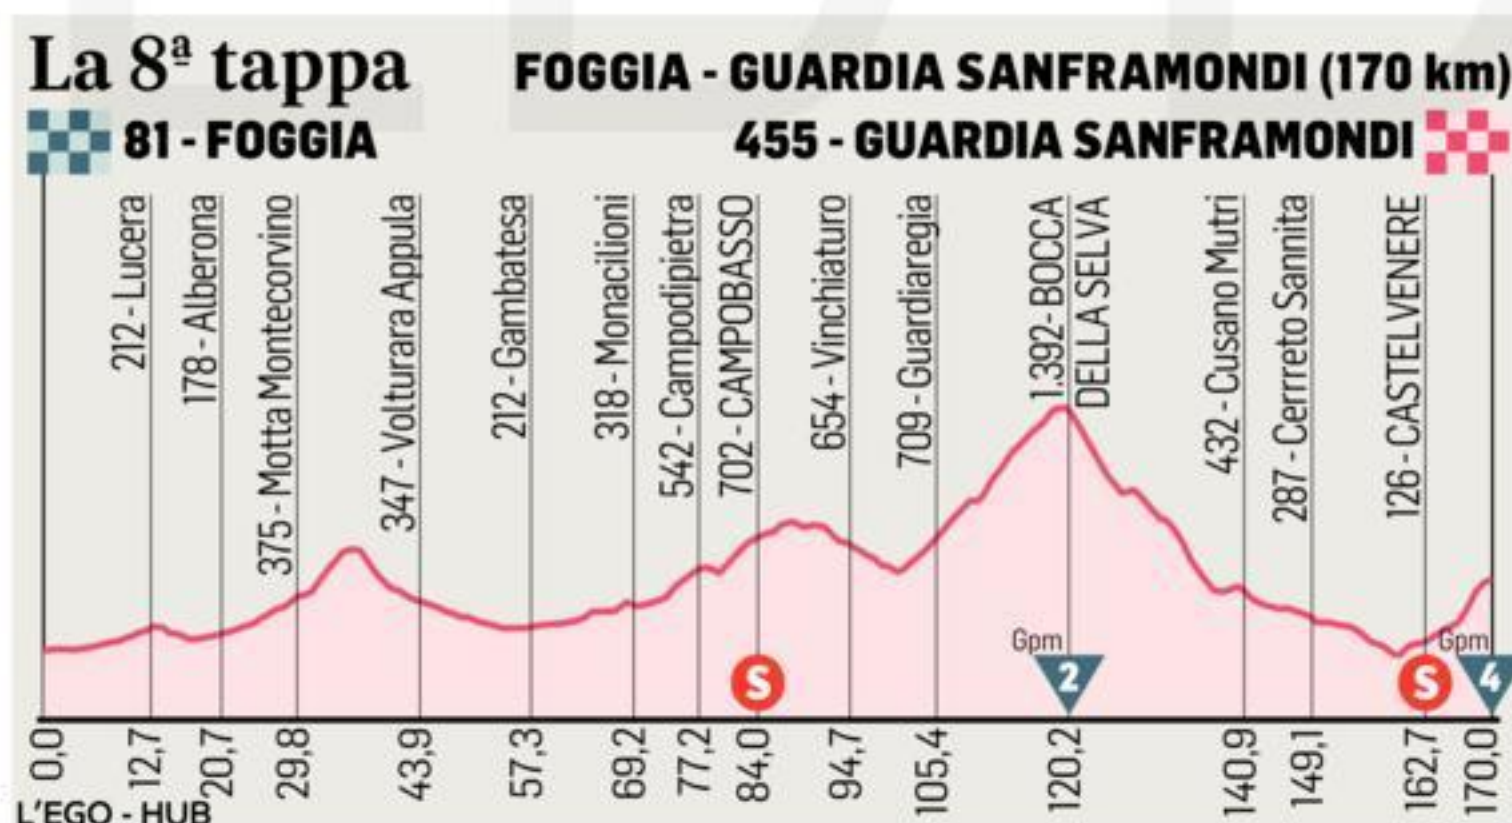 La 8ª tappa
FOGGIA - GUARDIA SANFRAMONDI (170 km)
81 - FOGGIA
455 - GUARDIA SANFRAMONDI
212 - Lucera
178 - Alberona
375 - Motta Montecorvino
347 - Volturara Appula
212 - Gambatesa
318 - Monacilioni
542 - Campodipietra
702 - CAMPOBASSO
654 - Vinchiaturo
709 - Guardiaregia
1.392 - BOCCA
DELLA SELVA
432 - Cusano Mutri
287 - Cerrreto Sannita
126 - CASTELVENERE
Gpm
Gpm
S
2
S
4
0,0
12,7
20,7
29,8
43,9
57,3
69,2
77,2
84,0
94,7
105,4
120,2
140,9
149,1
162,7
170,0
L'EGO - HUB